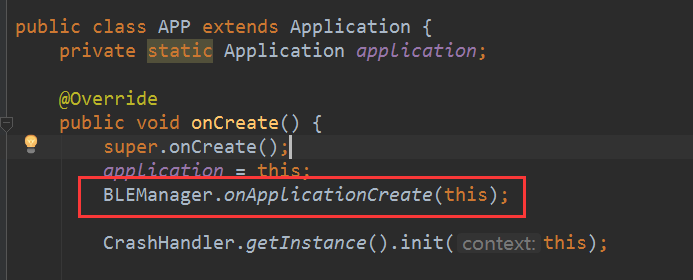 public class APP extends Application {
private static Application application;
@Override
public void onCreate() {
super.onCreate();
application = this;
BLEManager.onApplicationCreate(this);
CrashHandler.getInstance().init( context: this);